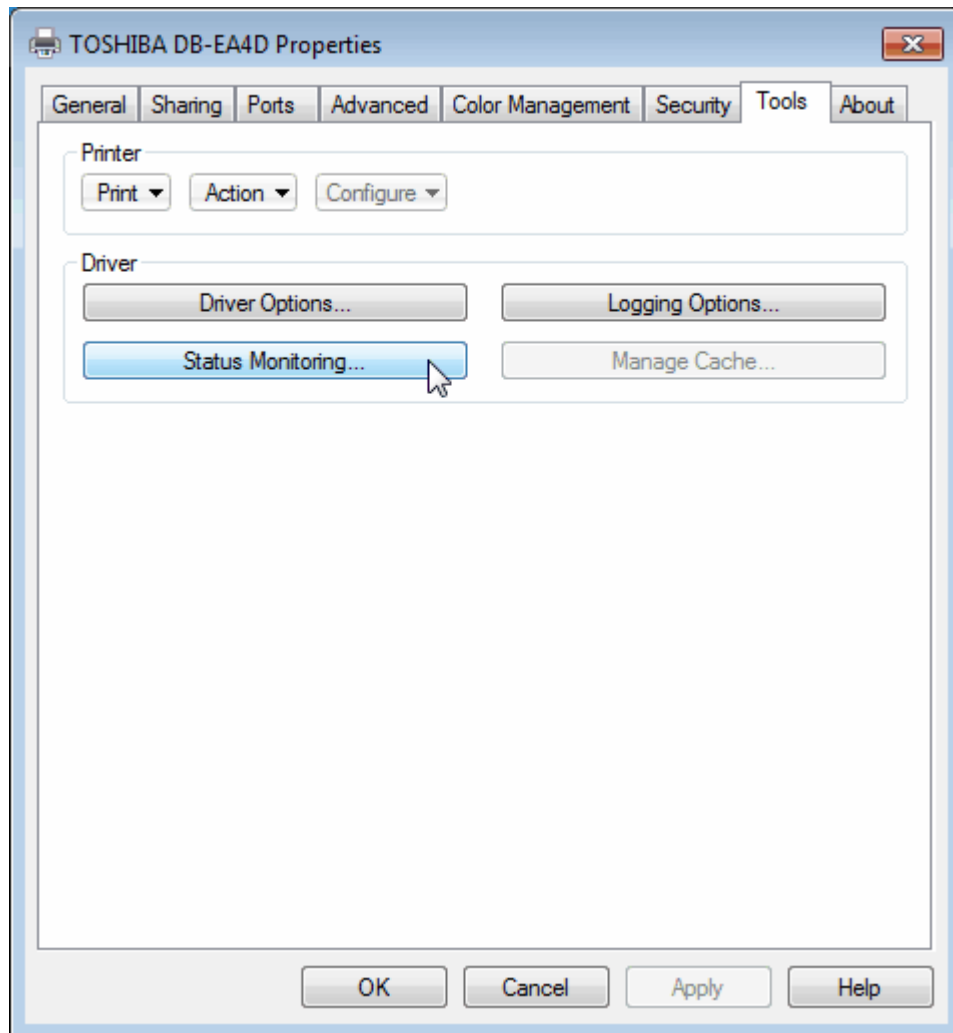 TOSHIBA DB-EA4D Properties
General Sharing Ports Advanced Color Management Security Tools About
Printer
Print Action Configure
Driver
Driver Options... Logging Options...
Status Monitoring... Manage Cache...
OK Cancel Apply Help